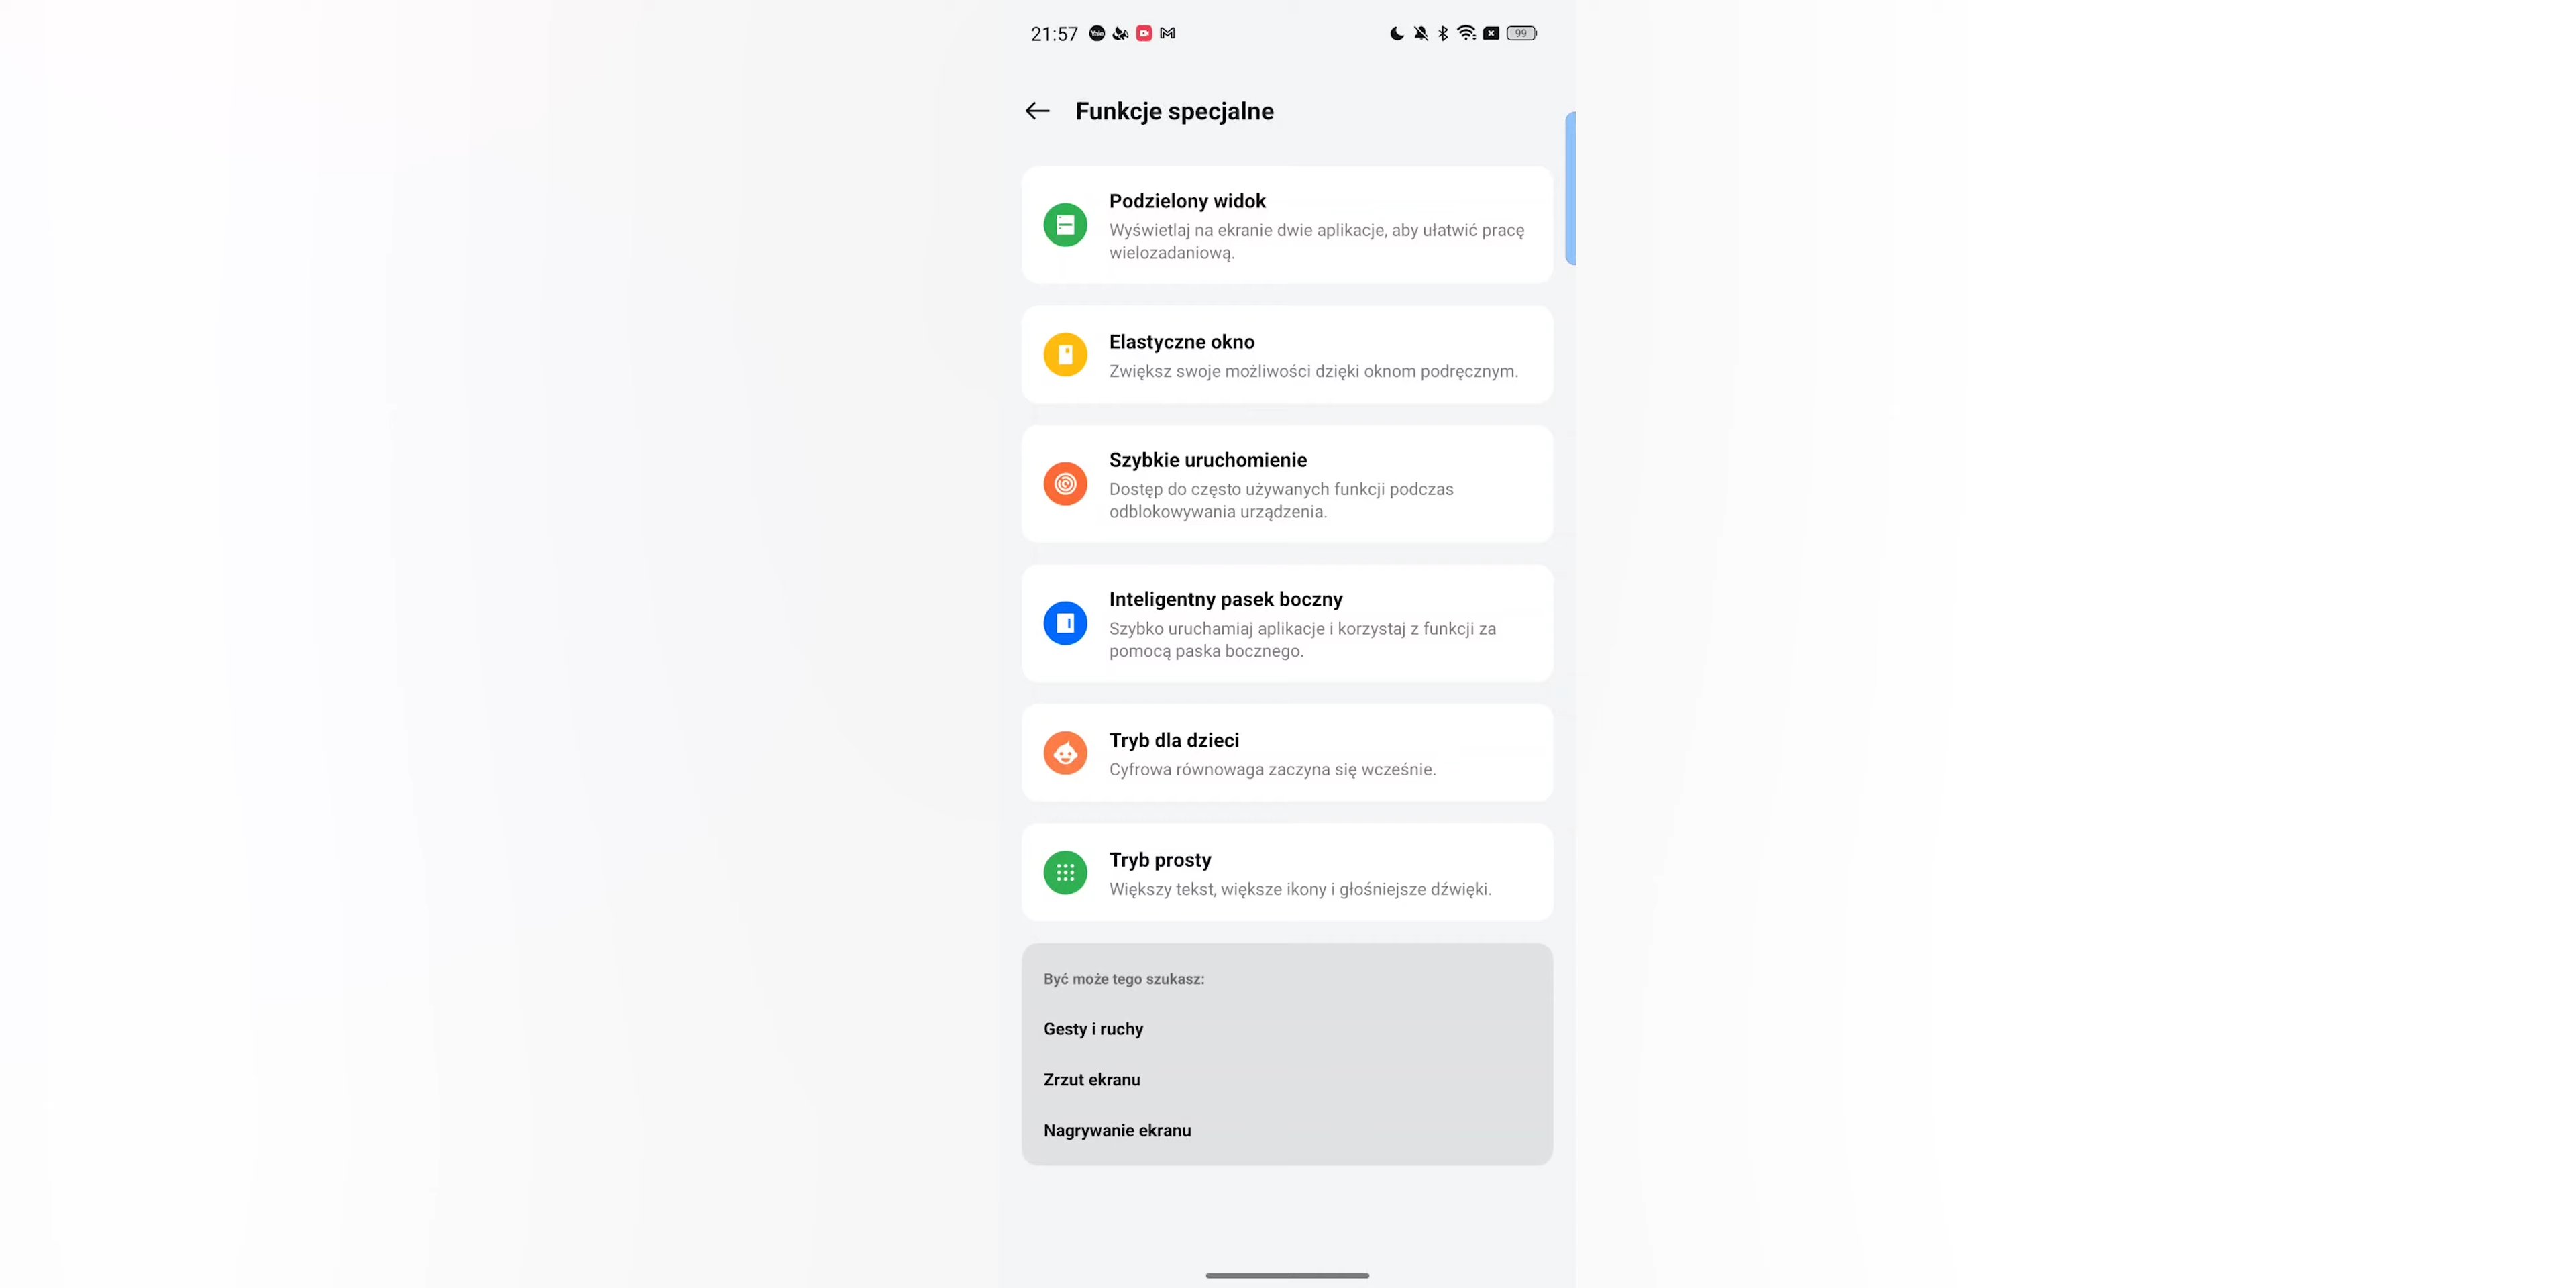 21:57
Yale
99
Funkcje specjalne
Podzielony widok
Wyświetlaj na ekranie dwie aplikacje, aby ułatwić pracę
wielozadaniową.
Elastyczne okno
Zwiększ swoje możliwości dzięki oknom podręcznym.
Szybkie uruchomienie
Dostęp do często używanych funkcji podczas
odblokowywania urządzenia.
Inteligentny pasek boczny
Szybko uruchamiaj aplikacje i korzystaj z funkcji za
pomocą paska bocznego.
Tryb dla dzieci
Cyfrowa równowaga zaczyna się wcześnie.
Tryb prosty
Większy tekst, większe ikony i głośniejsze dźwięki.
Być może tego szukasz:
Gesty i ruchy
Zrzut ekranu
Nagrywanie ekranu